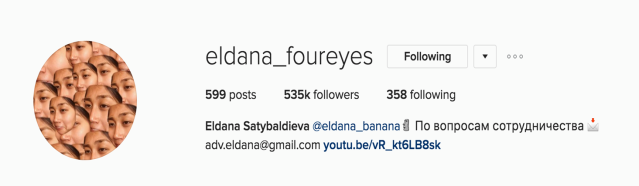 eldana_foureyes Following
599 posts 535k followers 358 following
Eldana Satybaldieva @eldana_banana По вопросам сотрудничества
adv.eldana@gmail.com youtu.be/vR_kt6LB8sk